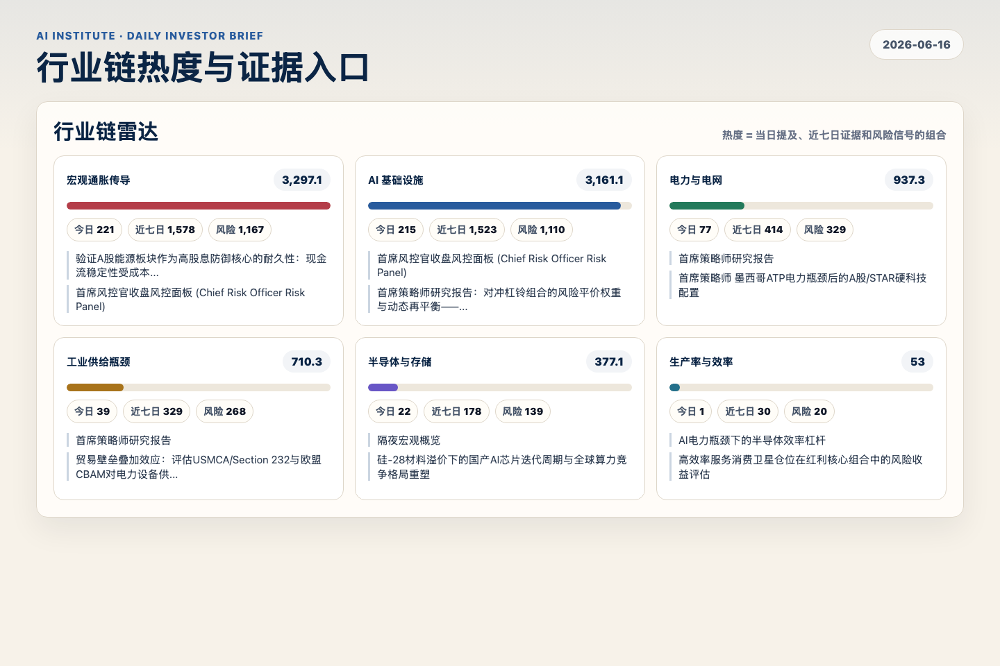 AI INSTITUTE · DAILY INVESTOR BRIEF
行业链热度与证据入口
2026-06-16
行业链雷达
热度 = 当日提及、近七日证据和风险信号的组合
宏观通胀传导
3,297.1
今日 221
近七日 1,578
风险 1,167
验证A股能源板块作为高股息防御核心的耐久性：现金
流稳定性受成本...
首席风控官收盘风控面板 (Chief Risk Officer Risk
Panel)
AI 基础设施
3,161.1
今日 215
近七日 1,523
风险 1,110
首席风控官收盘风控面板 (Chief Risk Officer Risk
Panel)
首席策略师研究报告：对冲杠铃组合的风险平价权重
与动态再平衡——...
电力与电网
937.3
今日 77
近七日 414
风险 329
首席策略师研究报告
首席策略师 墨西哥ATP电力瓶颈后的A股/STAR硬科技
配置
工业供给瓶颈
710.3
今日 39
近七日 329
风险 268
首席策略师研究报告
贸易壁垒叠加效应：评估USMCA/Section 232与欧盟
CBAM对电力设备供...
半导体与存储
377.1
今日 22
近七日 178
风险 139
隔夜宏观概览
硅-28材料溢价下的国产AI芯片迭代周期与全球算力竞
争格局重塑
生产率与效率
53
今日 1
近七日 30
风险 20
AI电力瓶颈下的半导体效率杠杆
高效率服务消费卫星仓位在红利核心组合中的风险收
益评估